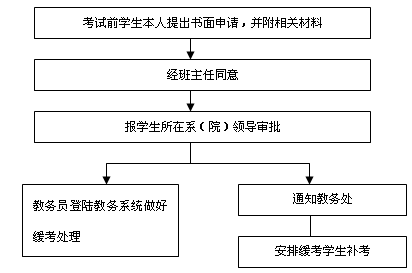 考试前学生本人提出书面申请，并附相关材料
经班主任同意
报学生所在系（院）领导审批
教务员登陆教务系统做好
缓考处理
通知教务处
安排缓考学生补考